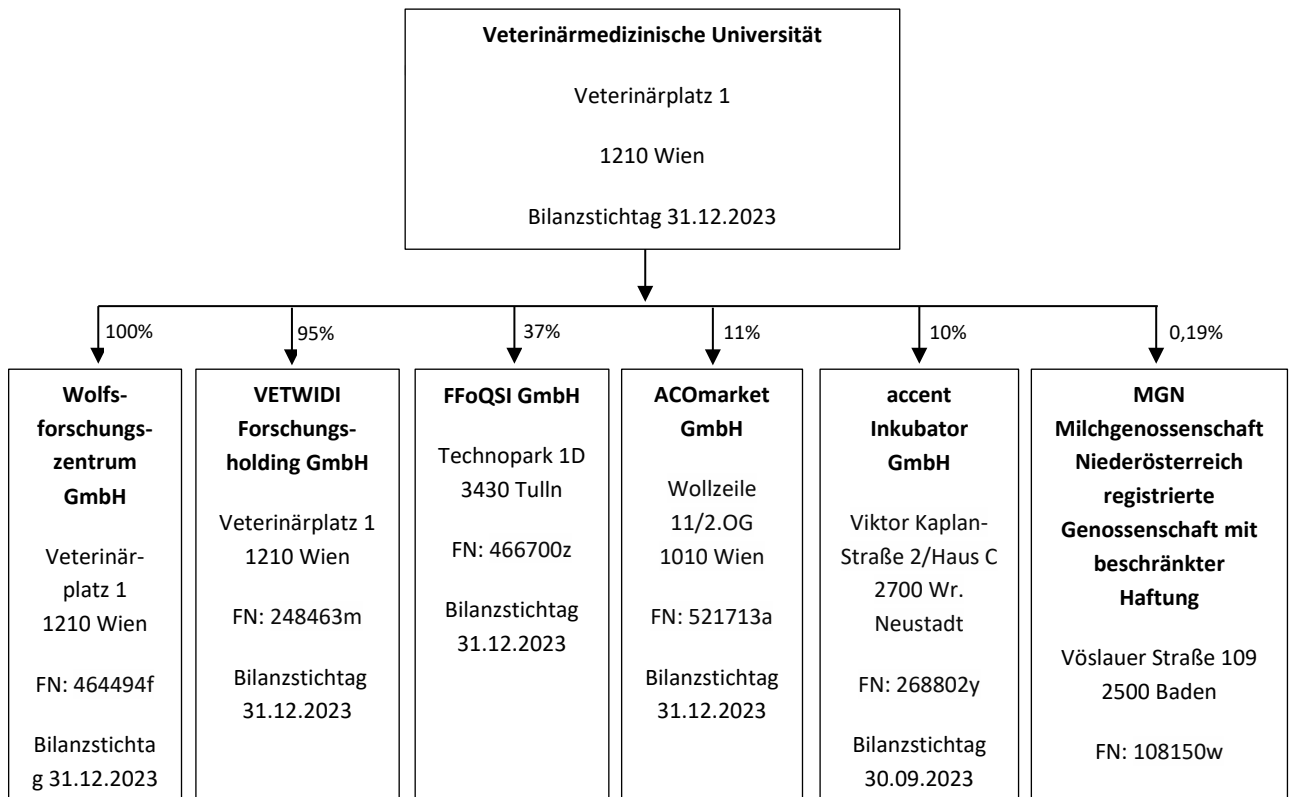 Veterinärmedizinische Universität
Veterinärplatz 1
1210 Wien
Bilanzstichtag 31.12.2023
100%
95%
37%
11%
10%
0,19%
Wolfs-
forschungs-
zentrum
GmbH
Veterinär-
platz 1
1210 Wien
FN: 464494f
Bilanzstichta
g 31.12.2023
VETWIDI
Forschungs-
holding GmbH
Veterinärplatz 1
1210 Wien
FN: 248463m
Bilanzstichtag
31.12.2023
FFoQSI GmbH
Technopark 1D
3430 Tulln
FN: 466700z
Bilanzstichtag
31.12.2023
ACOmarket
GmbH
Wollzeile
11/2.OG
1010 Wien
FN: 521713a
Bilanzstichtag
31.12.2023
accent
Inkubator
GmbH
Viktor Kaplan-
Straße 2/Haus C
2700 Wr.
Neustadt
FN: 268802y
Bilanzstichtag
30.09.2023
MGN
Milchgenossenschaft
Niederösterreich
registrierte
Genossenschaft mit
beschränkter
Haftung
Vöslauer Straße 109
2500 Baden
FN: 108150w